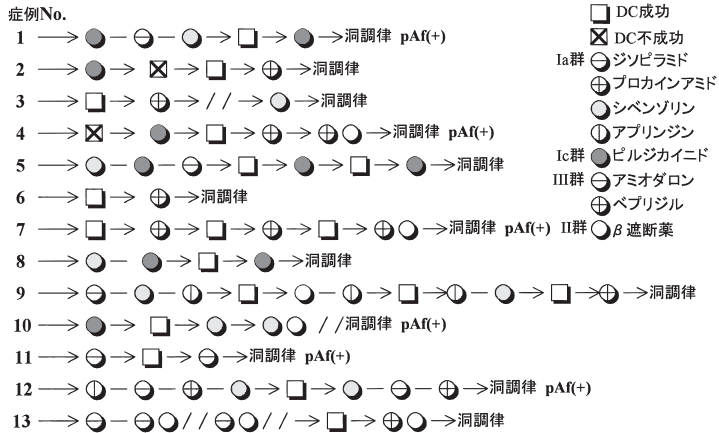 症例No.
1 洞調律 pAf(+)
2 洞調律
3 // 洞調律
4 洞調律 pAf(+)
5 洞調律
6 洞調律
7 洞調律 pAf(+)
8 洞調律
9 洞調律
10 //洞調律 pAf(+)
11 洞調律 pAf(+)
12 洞調律 pAf(+)
13 // // 洞調律
DC成功
DC不成功
Ia群 ジソピラミド
プロカインアミド
シベンゾリン
アプリンジン
Ic群 ピルジカイニド
III群 アミオダロン
ベプリジル
II群 β遮断薬